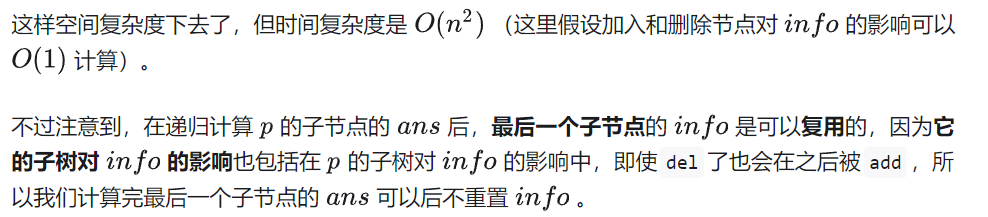 这样空间复杂度下去了，但时间复杂度是 O(n²)（这里假设加入和删除节点对 info 的影响可以
O(1) 计算）。
不过注意到，在递归计算 p 的子节点的 ans 后，最后一个子节点的 info 是可以复用的，因为它
的子树对 info 的影响也包括在 p 的子树对 info 的影响中，即使 del 了也会在之后被 add ，所
以我们计算完最后一个子节点的 ans 可以后不重置 info 。